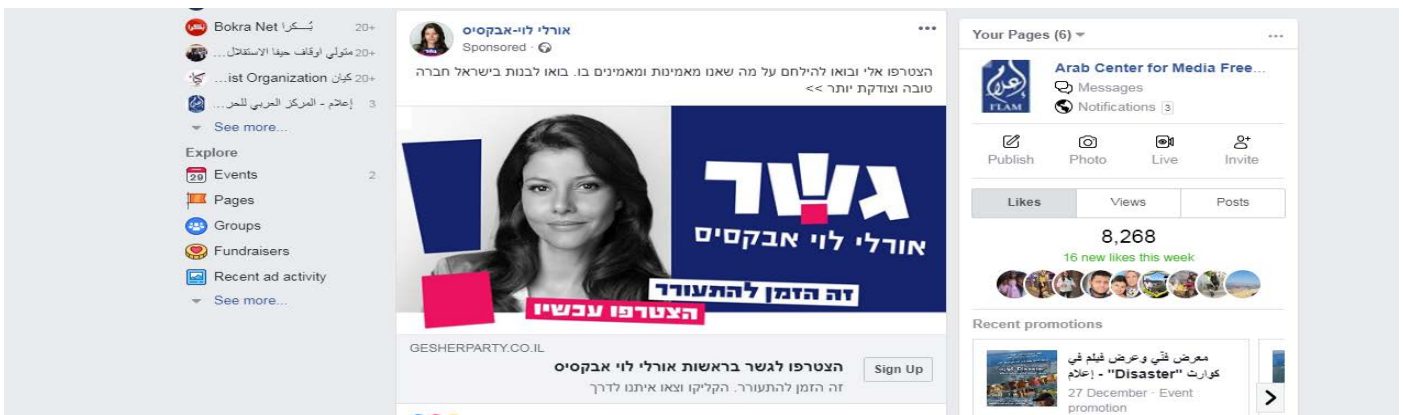 Bokra Net بُـكرا
20+
متولي اوقاف حيفا الاستقلال...
20+
كيان ist Organization...
20+
إعلام - المركز العربي للحر...
3
See more...
Explore
Events
2
Pages
Groups
Fundraisers
Recent ad activity
See more...
אורלי לוי-אבקסיס
Sponsored ·
הצטרפו אלי ובואו להילחם על מה שאנו מאמינות ומאמינים בו. בואו לבנות בישראל חברה
טובה וצודקת יותר >>
גשר
אורלי לוי אבקסיס
זה הזמן להתעורר
הצטרפו עכשיו
GESHERPARTY.CO.IL
הצטרפו לגשר בראשות אורלי לוי אבקסיס
זה הזמן להתעורר. הקליקו וצאו איתנו לדרך
Sign Up
Your Pages (6)
Arab Center for Media Free...
إعلام
I'LAM
Messages
Notifications 3
Publish
Photo
Live
Invite
Likes
Views
Posts
8,268
16 new likes this week
Recent promotions
معرض فنّي وعرض فيلم في
كوارث "Disaster" - إعلام
27 December · Event
promotion